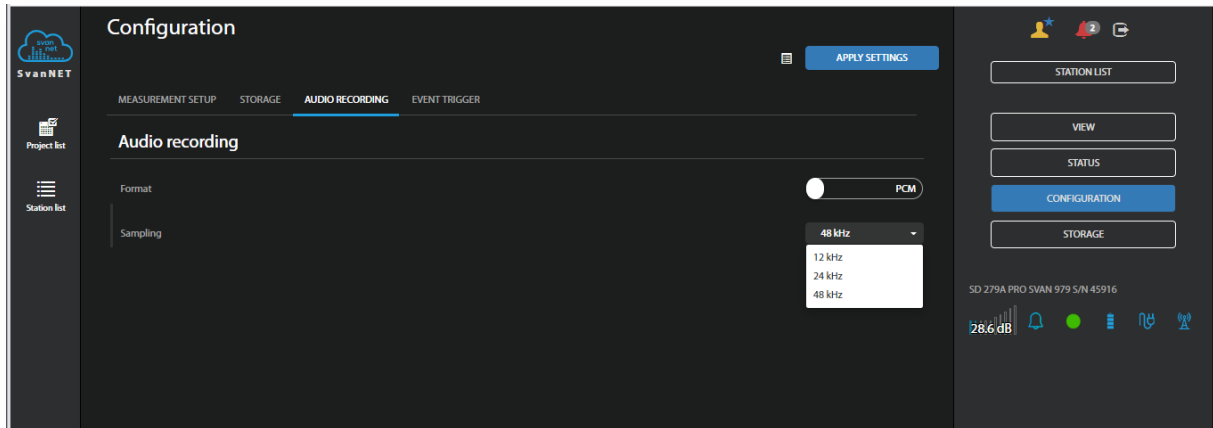 svan
net
SvanNET
Project list
Station list
Configuration
APPLY SETTINGS
MEASUREMENT SETUP STORAGE AUDIO RECORDING EVENT TRIGGER
Audio recording
Format PCM
Sampling 48 kHz
12 kHz
24 kHz
48 kHz
2
STATION LIST
VIEW
STATUS
CONFIGURATION
STORAGE
SD 279A PRO SVAN 979 S/N 45916
28.6 dB